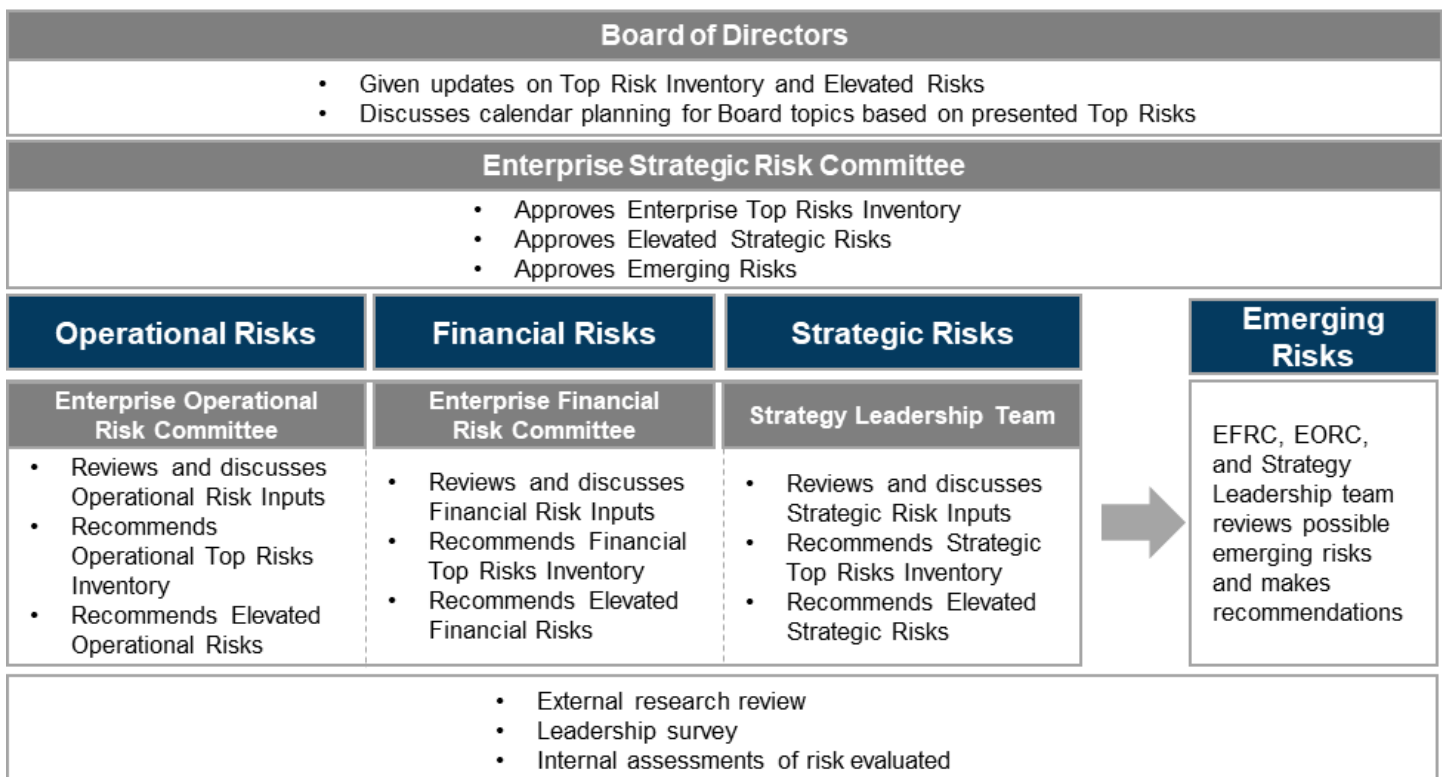 Board of Directors
• Given updates on Top Risk Inventory and Elevated Risks
• Discusses calendar planning for Board topics based on presented Top Risks
Enterprise Strategic Risk Committee
• Approves Enterprise Top Risks Inventory
• Approves Elevated Strategic Risks
• Approves Emerging Risks
Operational Risks
Enterprise Operational
Risk Committee
• Reviews and discusses
Operational Risk Inputs
• Recommends
Operational Top Risks
Inventory
• Recommends Elevated
Operational Risks
Financial Risks
Enterprise Financial
Risk Committee
• Reviews and discusses
Financial Risk Inputs
• Recommends Financial
Top Risks Inventory
• Recommends Elevated
Financial Risks
Strategic Risks
Strategy Leadership Team
• Reviews and discusses
Strategic Risk Inputs
• Recommends Strategic
Top Risks Inventory
• Recommends Elevated
Strategic Risks
Emerging
Risks
EFRC, EORC,
and Strategy
Leadership team
reviews possible
emerging risks
and makes
recommendations
• External research review
• Leadership survey
• Internal assessments of risk evaluated